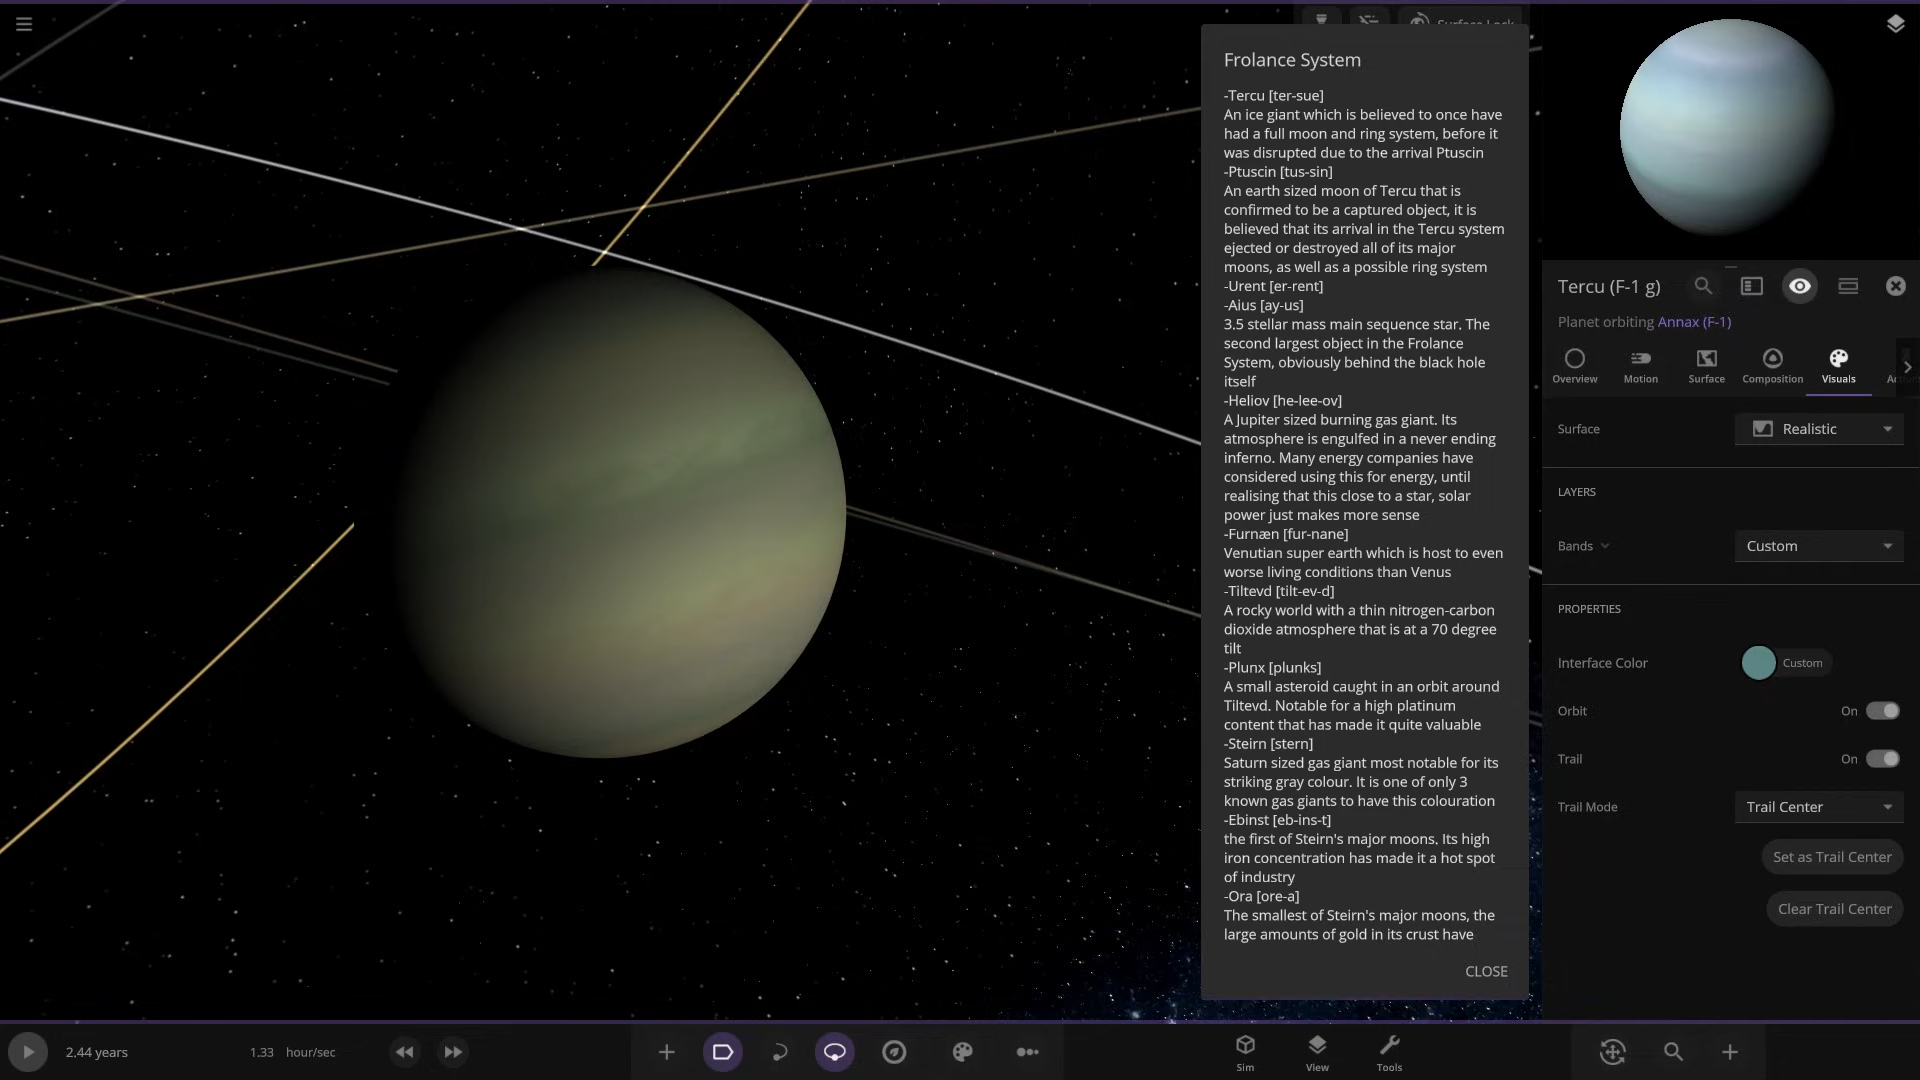 Surface Lock
Frolance System
-Tercu [ter-sue]
An ice giant which is believed to once have
had a full moon and ring system, before it
was disrupted due to the arrival Ptuscin
-Ptuscin [tus-sin]
An earth sized moon of Tercu that is
confirmed to be a captured object, it is
believed that its arrival in the Tercu system
ejected or destroyed all of its major
moons, as well as a possible ring system
-Urent [er-rent]
-Aius [ay-us]
3.5 stellar mass main sequence star. The
second largest object in the Frolance
System, obviously behind the black hole
itself
-Heliov [he-lee-ov]
A Jupiter sized burning gas giant. Its
atmosphere is engulfed in a never ending
inferno. Many energy companies have
considered using this for energy, until
realising that this close to a star, solar
power just makes more sense
-Furnæn [fur-nane]
Venutian super earth which is host to even
worse living conditions than Venus
-Tiltevd [tilt-ev-d]
A rocky world with a thin nitrogen-carbon
dioxide atmosphere that is at a 70 degree
tilt
-Plunx [plunks]
A small asteroid caught in an orbit around
Tiltevd. Notable for a high platinum
content that has made it quite valuable
-Steirn [stern]
Saturn sized gas giant most notable for its
striking gray colour. It is one of only 3
known gas giants to have this colouration
-Ebinst [eb-ins-t]
the first of Steirn's major moons. Its high
iron concentration has made it a hot spot
of industry
-Ora [ore-a]
The smallest of Steirn's major moons, the
large amounts of gold in its crust have
CLOSE
Tercu (F-1 g)
Planet orbiting Annax (F-1)
Overview Motion Surface Composition Visuals
Surface Realistic
LAYERS
Bands Custom
PROPERTIES
Interface Color Custom
Orbit On
Trail On
Trail Mode Trail Center
Set as Trail Center
Clear Trail Center
2.44 years 1.33 hour/sec
Sim View Tools